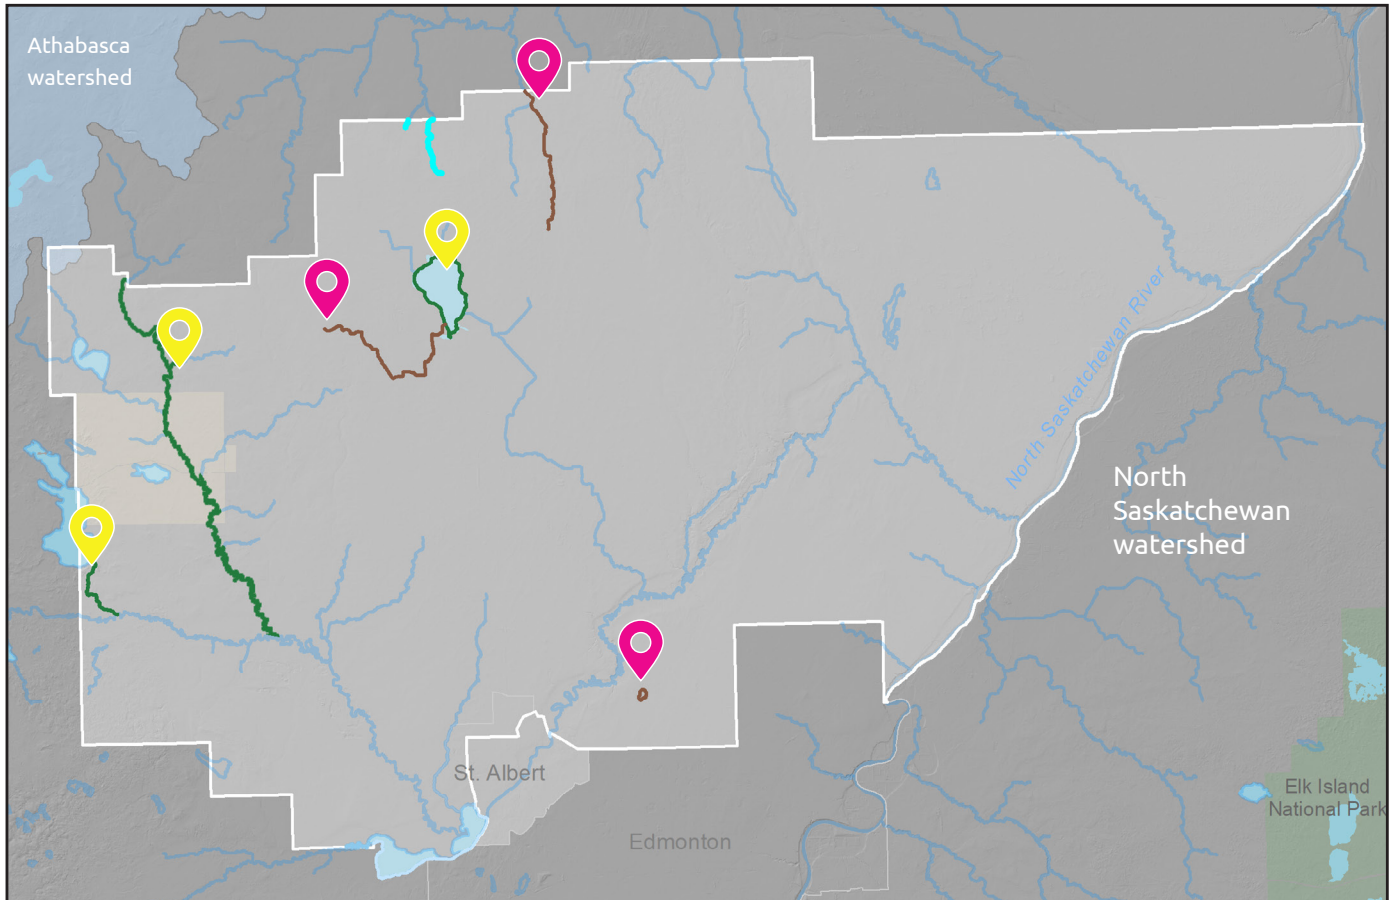 Athabasca
watershed
North Saskatchewan River
North
Saskatchewan
watershed
St. Albert
Elk Island
National Park
Edmonton